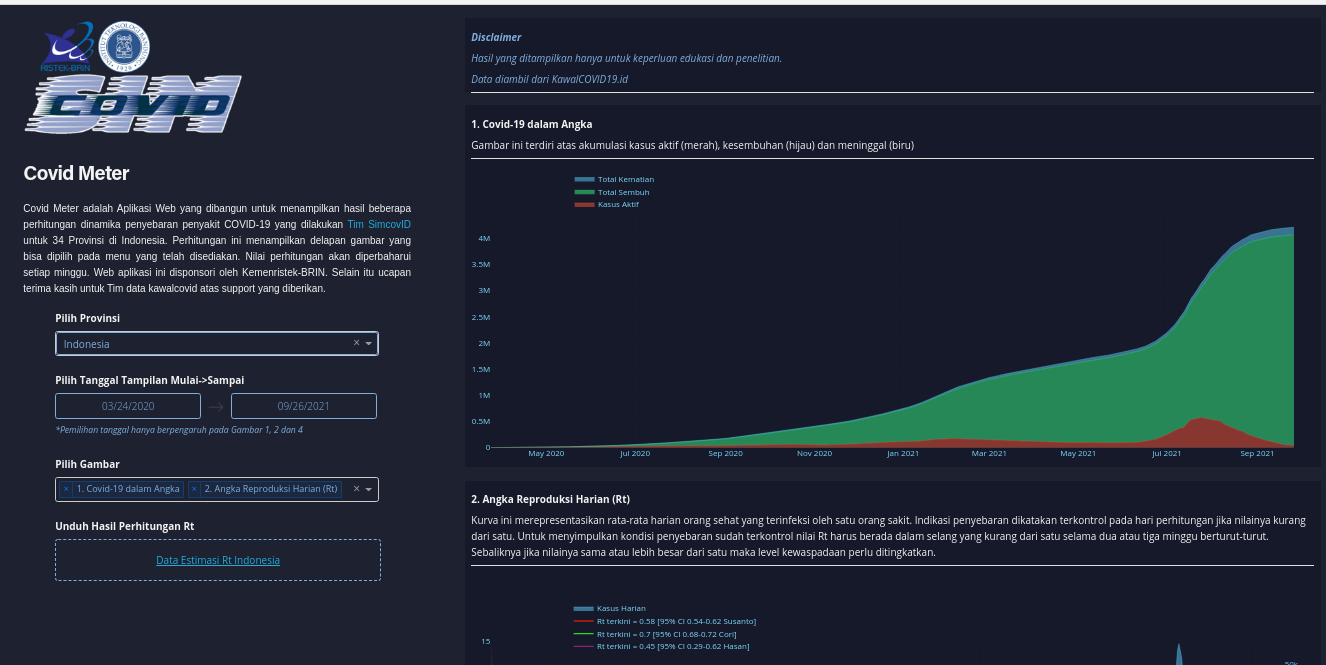 RISTEK-BRIN
INSTITUT TEKNOLOGI BANDUNG
1920
SIM
COVID
Covid Meter
Covid Meter adalah Aplikasi Web yang dibangun untuk menampilkan hasil beberapa
perhitungan dinamika penyebaran penyakit COVID-19 yang dilakukan Tim SimcovID
untuk 34 Provinsi di Indonesia. Perhitungan ini menampilkan delapan gambar yang
bisa dipilih pada menu yang telah disediakan. Nilai perhitungan akan diperbaharui
setiap minggu. Web aplikasi ini disponsori oleh Kemenristek-BRIN. Selain itu ucapan
terima kasih untuk Tim data kawalcovid atas support yang diberikan.
Pilih Provinsi
Indonesia ×
Pilih Tanggal Tampilan Mulai->Sampai
03/24/2020 → 09/26/2021
*Pemilihan tanggal hanya berpengaruh pada Gambar 1, 2 dan 4
Pilih Gambar
× 1. Covid-19 dalam Angka × 2. Angka Reproduksi Harian (Rt) ×
Unduh Hasil Perhitungan Rt
Data Estimasi Rt Indonesia
Disclaimer
Hasil yang ditampilkan hanya untuk keperluan edukasi dan penelitian.
Data diambil dari KawalCOVID19.id
1. Covid-19 dalam Angka
Gambar ini terdiri atas akumulasi kasus aktif (merah), kesembuhan (hijau) dan meninggal (biru)
Total Kematian
Total Sembuh
Kasus Aktif
4M
3.5M
3M
2.5M
2M
1.5M
1M
0.5M
0
May 2020 Jul 2020 Sep 2020 Nov 2020 Jan 2021 Mar 2021 May 2021 Jul 2021 Sep 2021
2. Angka Reproduksi Harian (Rt)
Kurva ini merepresentasikan rata-rata harian orang sehat yang terinfeksi oleh satu orang sakit. Indikasi penyebaran dikatakan terkontrol pada hari perhitungan jika nilainya kurang
dari satu. Untuk menyimpulkan kondisi penyebaran sudah terkontrol nilai Rt harus berada dalam selang yang kurang dari satu selama dua atau tiga minggu berturut-turut.
Sebaliknya jika nilainya sama atau lebih besar dari satu maka level kewaspadaan perlu ditingkatkan.
Kasus Harian
Rt terkini = 0.58 [95% CI 0.54-0.62 Susanto]
Rt terkini = 0.7 [95% CI 0.68-0.72 Cori]
Rt terkini = 0.45 [95% CI 0.29-0.62 Hasan]
15
50k